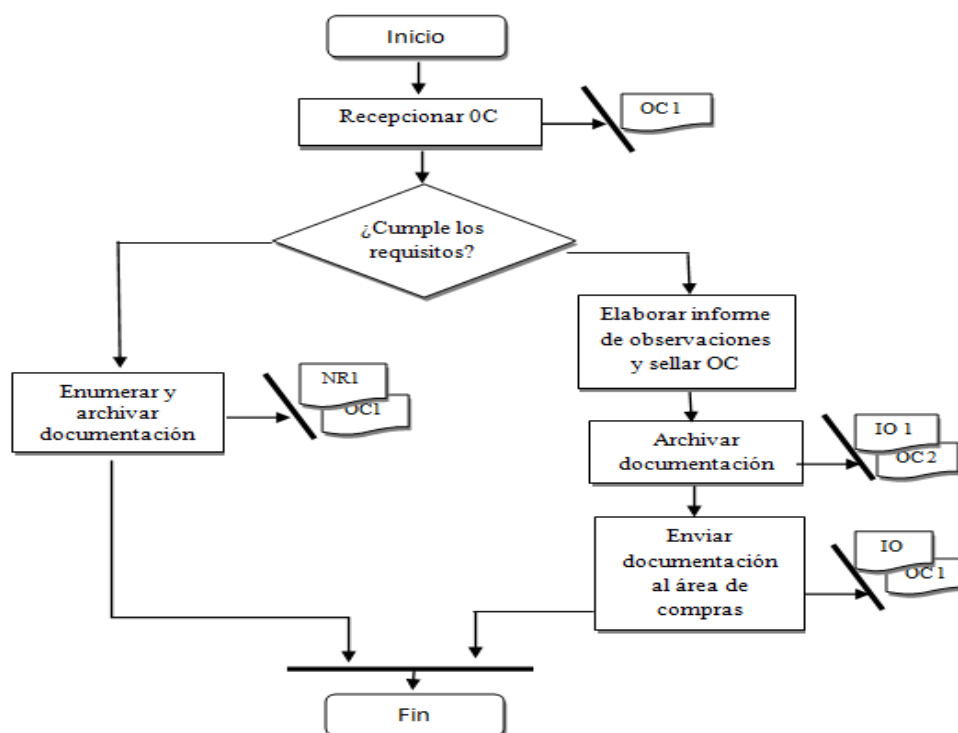 Inicio
Recepcionar 0C
OC 1
¿Cumple los
requisitos?
Elaborar informe
de observaciones
y sellar OC
Enumerar y
archivar
documentación
NR1
OC1
Archivar
documentación
IO 1
OC 2
Enviar
documentación
al área de
compras
IO
OC 1
Fin